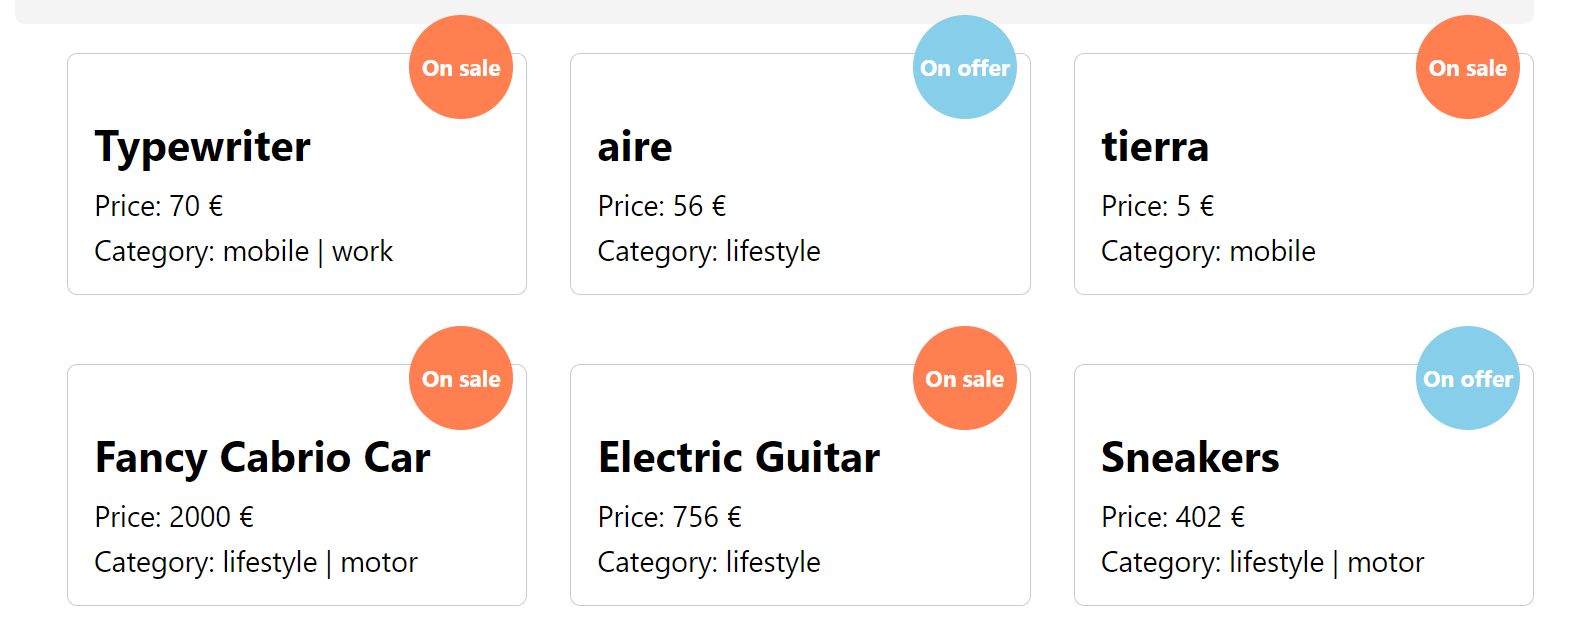 On sale
Typewriter
Price: 70 €
Category: mobile | work
On offer
aire
Price: 56 €
Category: lifestyle
On sale
tierra
Price: 5 €
Category: mobile
On sale
Fancy Cabrio Car
Price: 2000 €
Category: lifestyle | motor
On sale
Electric Guitar
Price: 756 €
Category: lifestyle
On offer
Sneakers
Price: 402 €
Category: lifestyle | motor